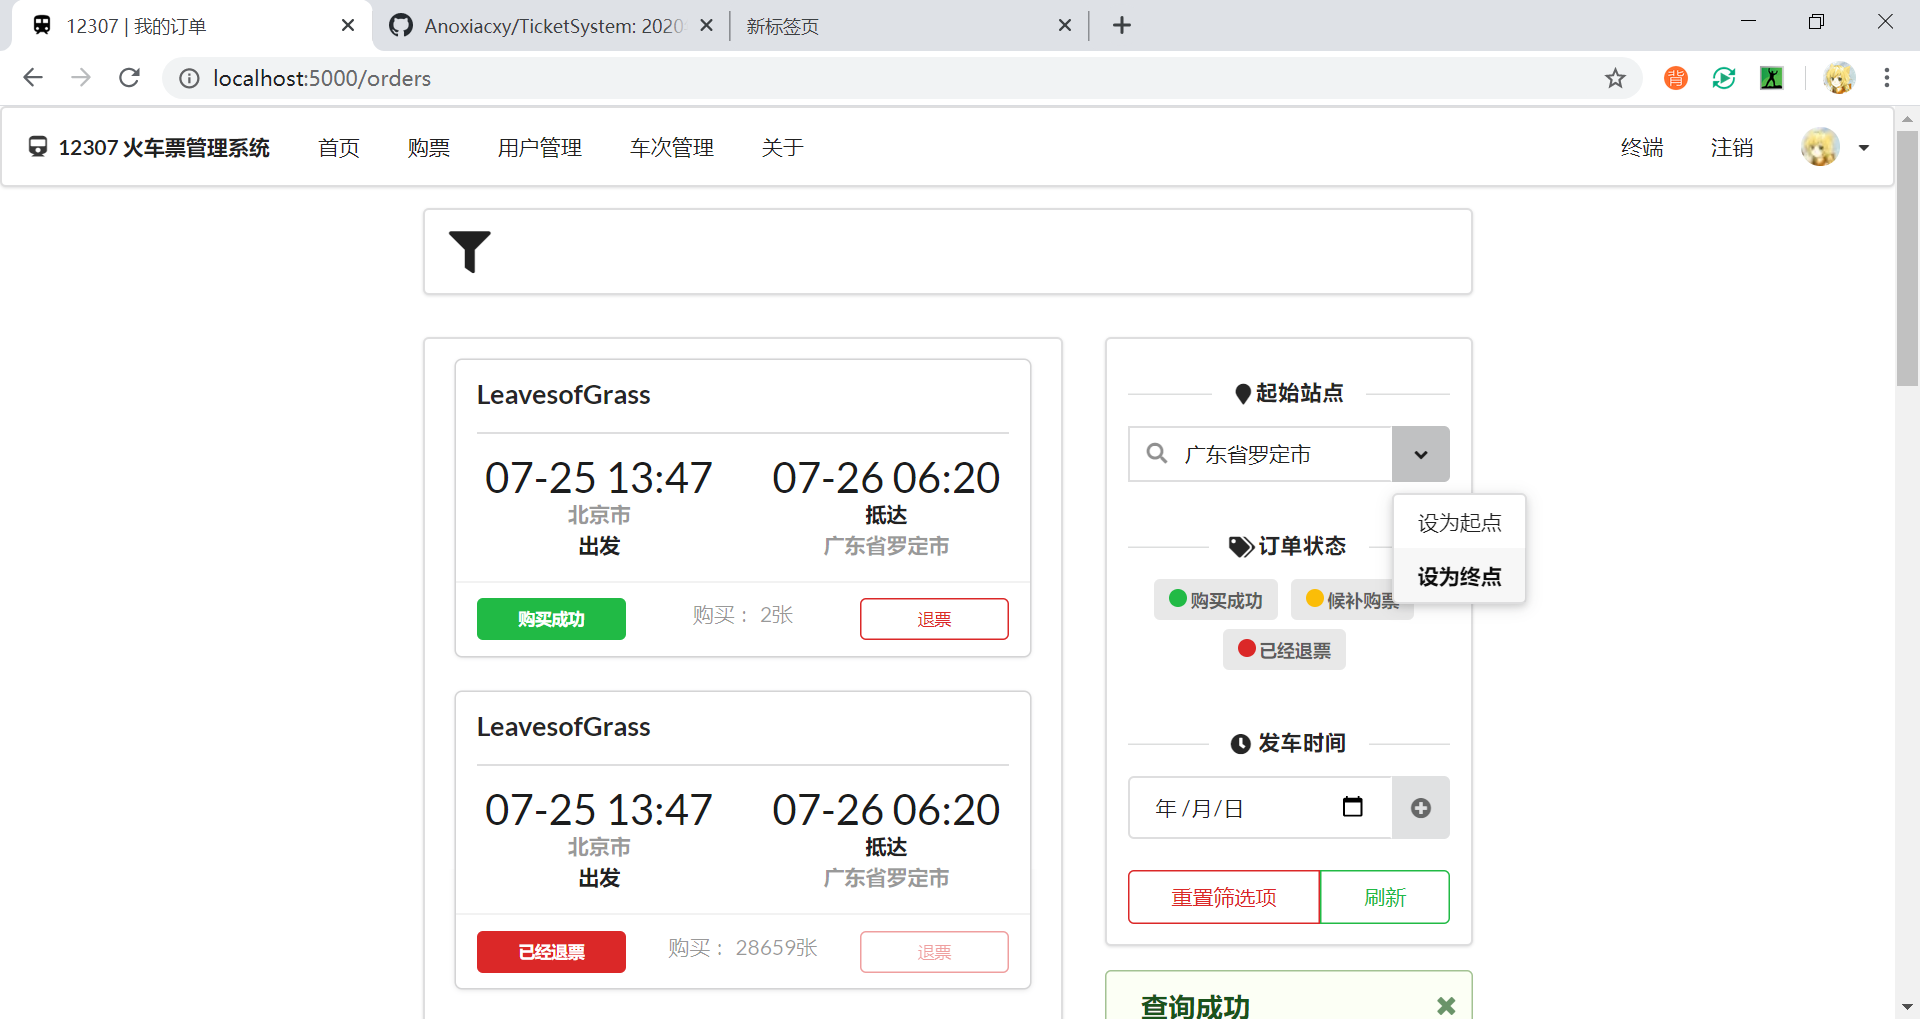 12307 | 我的订单
Anoxiacxy/TicketSystem: 2020
新标签页
localhost:5000/orders
背
12307 火车票管理系统
首页
购票
用户管理
车次管理
关于
终端
注销
LeavesofGrass
07-25 13:47
北京市
出发
07-26 06:20
抵达
广东省罗定市
购买成功
购买： 2张
退票
LeavesofGrass
07-25 13:47
北京市
出发
07-26 06:20
抵达
广东省罗定市
已经退票
购买： 28659张
退票
起始站点
广东省罗定市
设为起点
设为终点
订单状态
购买成功
候补购票
已经退票
发车时间
年 /月/日
重置筛选项
刷新
查询成功